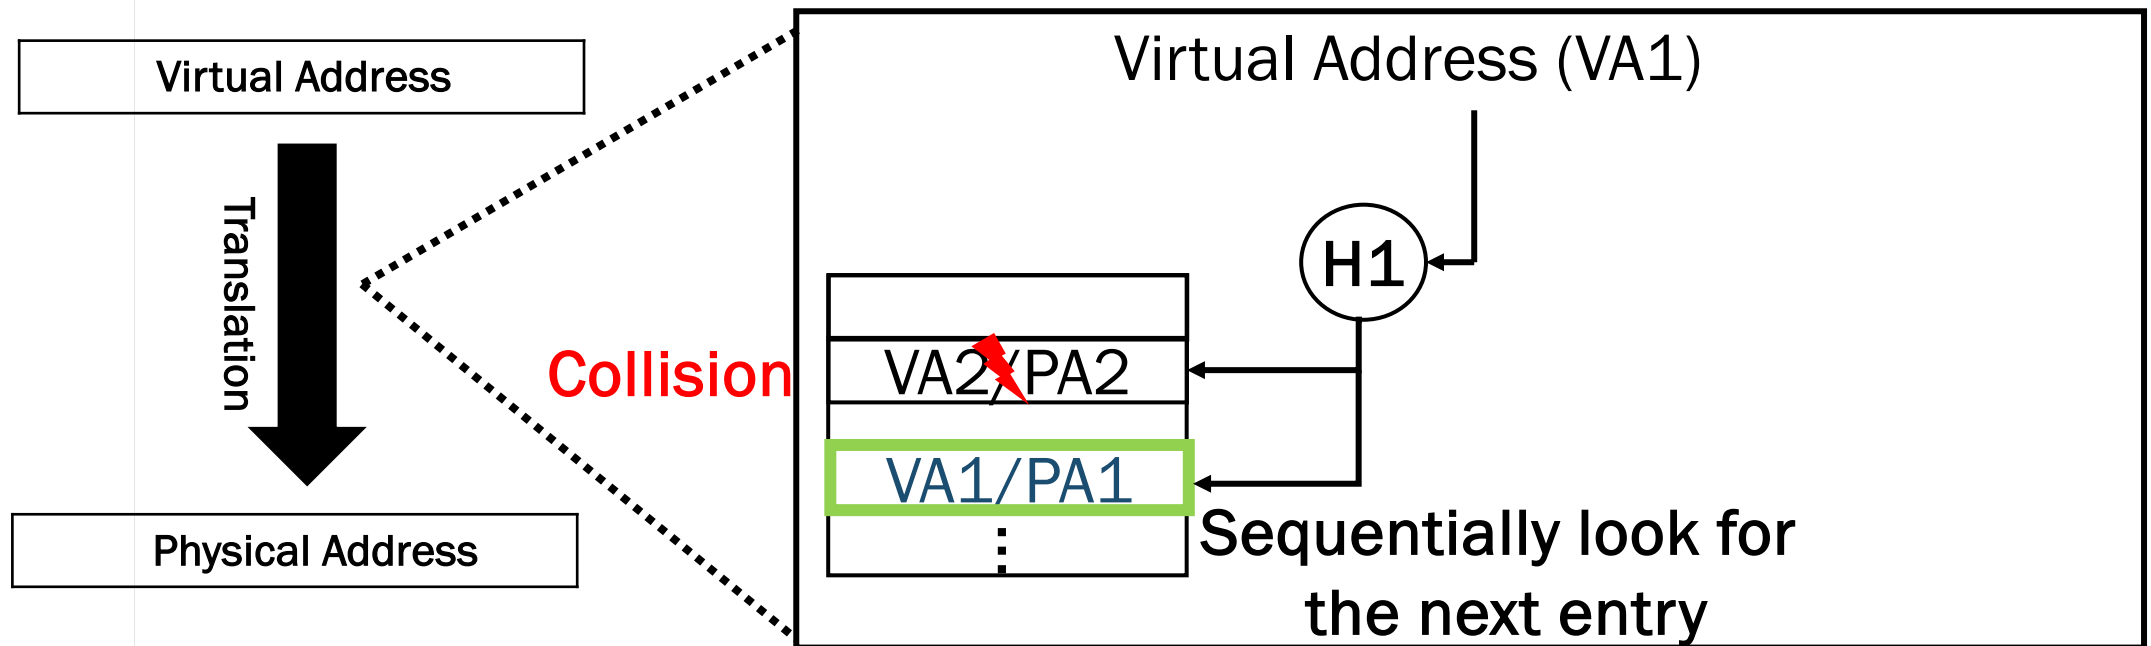 Virtual Address
Translation
Physical Address
Collision
Virtual Address (VA1)
H1
VA2/PA2
VA1/PA1
Sequentially look for
the next entry